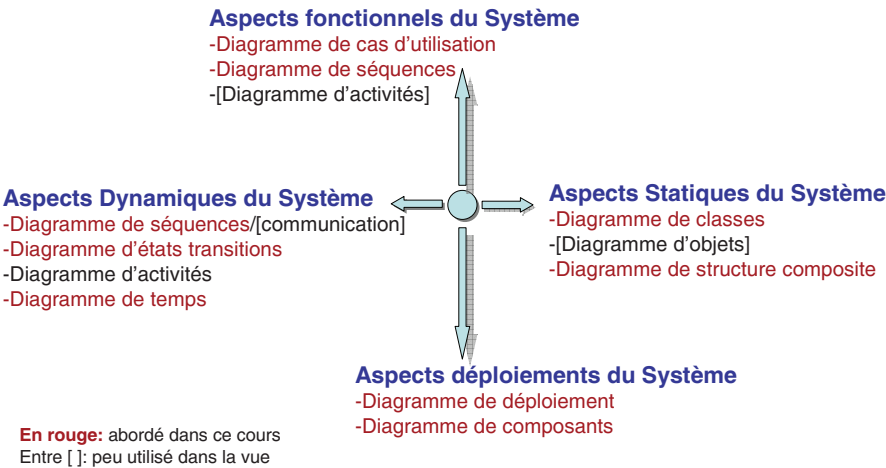 Aspects fonctionnels du Système
-Diagramme de cas d'utilisation
-Diagramme de séquences
-[Diagramme d'activités]
Aspects Dynamiques du Système
-Diagramme de séquences/[communication]
-Diagramme d'états transitions
-Diagramme d'activités
-Diagramme de temps
Aspects Statiques du Système
-Diagramme de classes
-[Diagramme d'objets]
-Diagramme de structure composite
Aspects déploiements du Système
-Diagramme de déploiement
-Diagramme de composants
En rouge: abordé dans ce cours
Entre [ ]: peu utilisé dans la vue